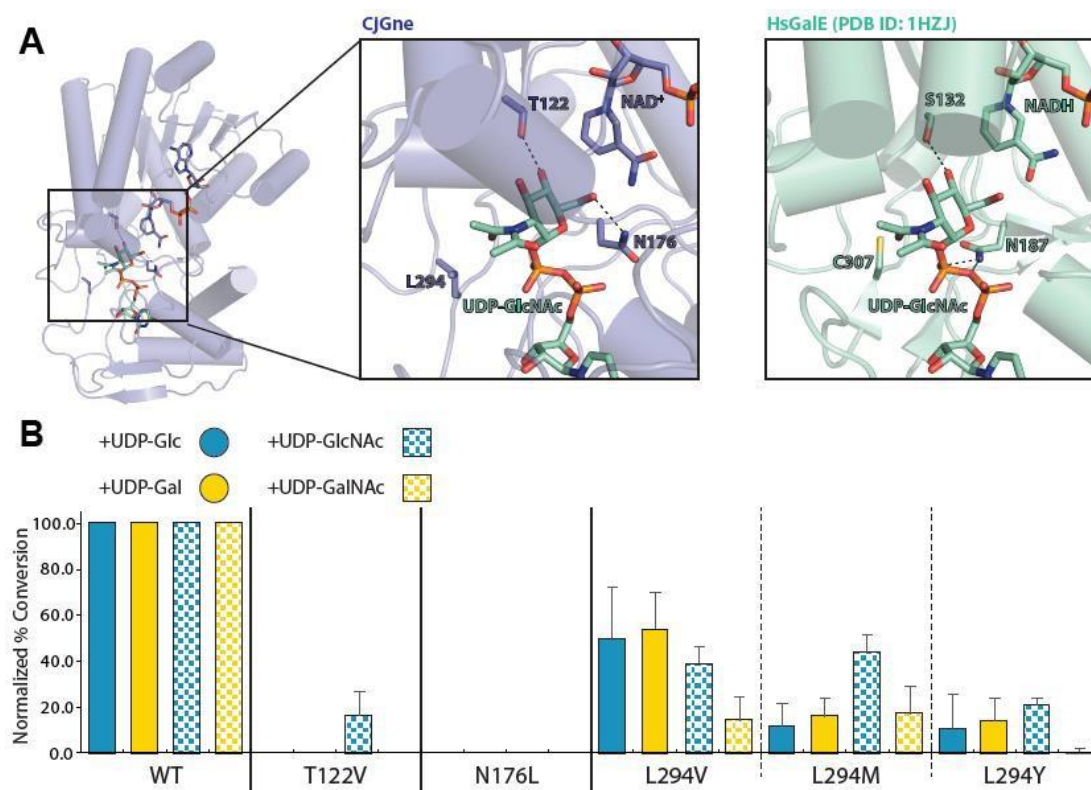 A
CjGne
T122
NAD+
N176
L294
UDP-GlcNAc
HsGalE (PDB ID: 1HZJ)
S132
NADH
N187
C307
UDP-GlcNAc
B
+UDP-Glc
+UDP-GlcNAc
+UDP-Gal
+UDP-GalNAc
Normalized % Conversion
100.0
80.0
60.0
40.0
20.0
0.0
WT
T122V
N176L
L294V
L294M
L294Y